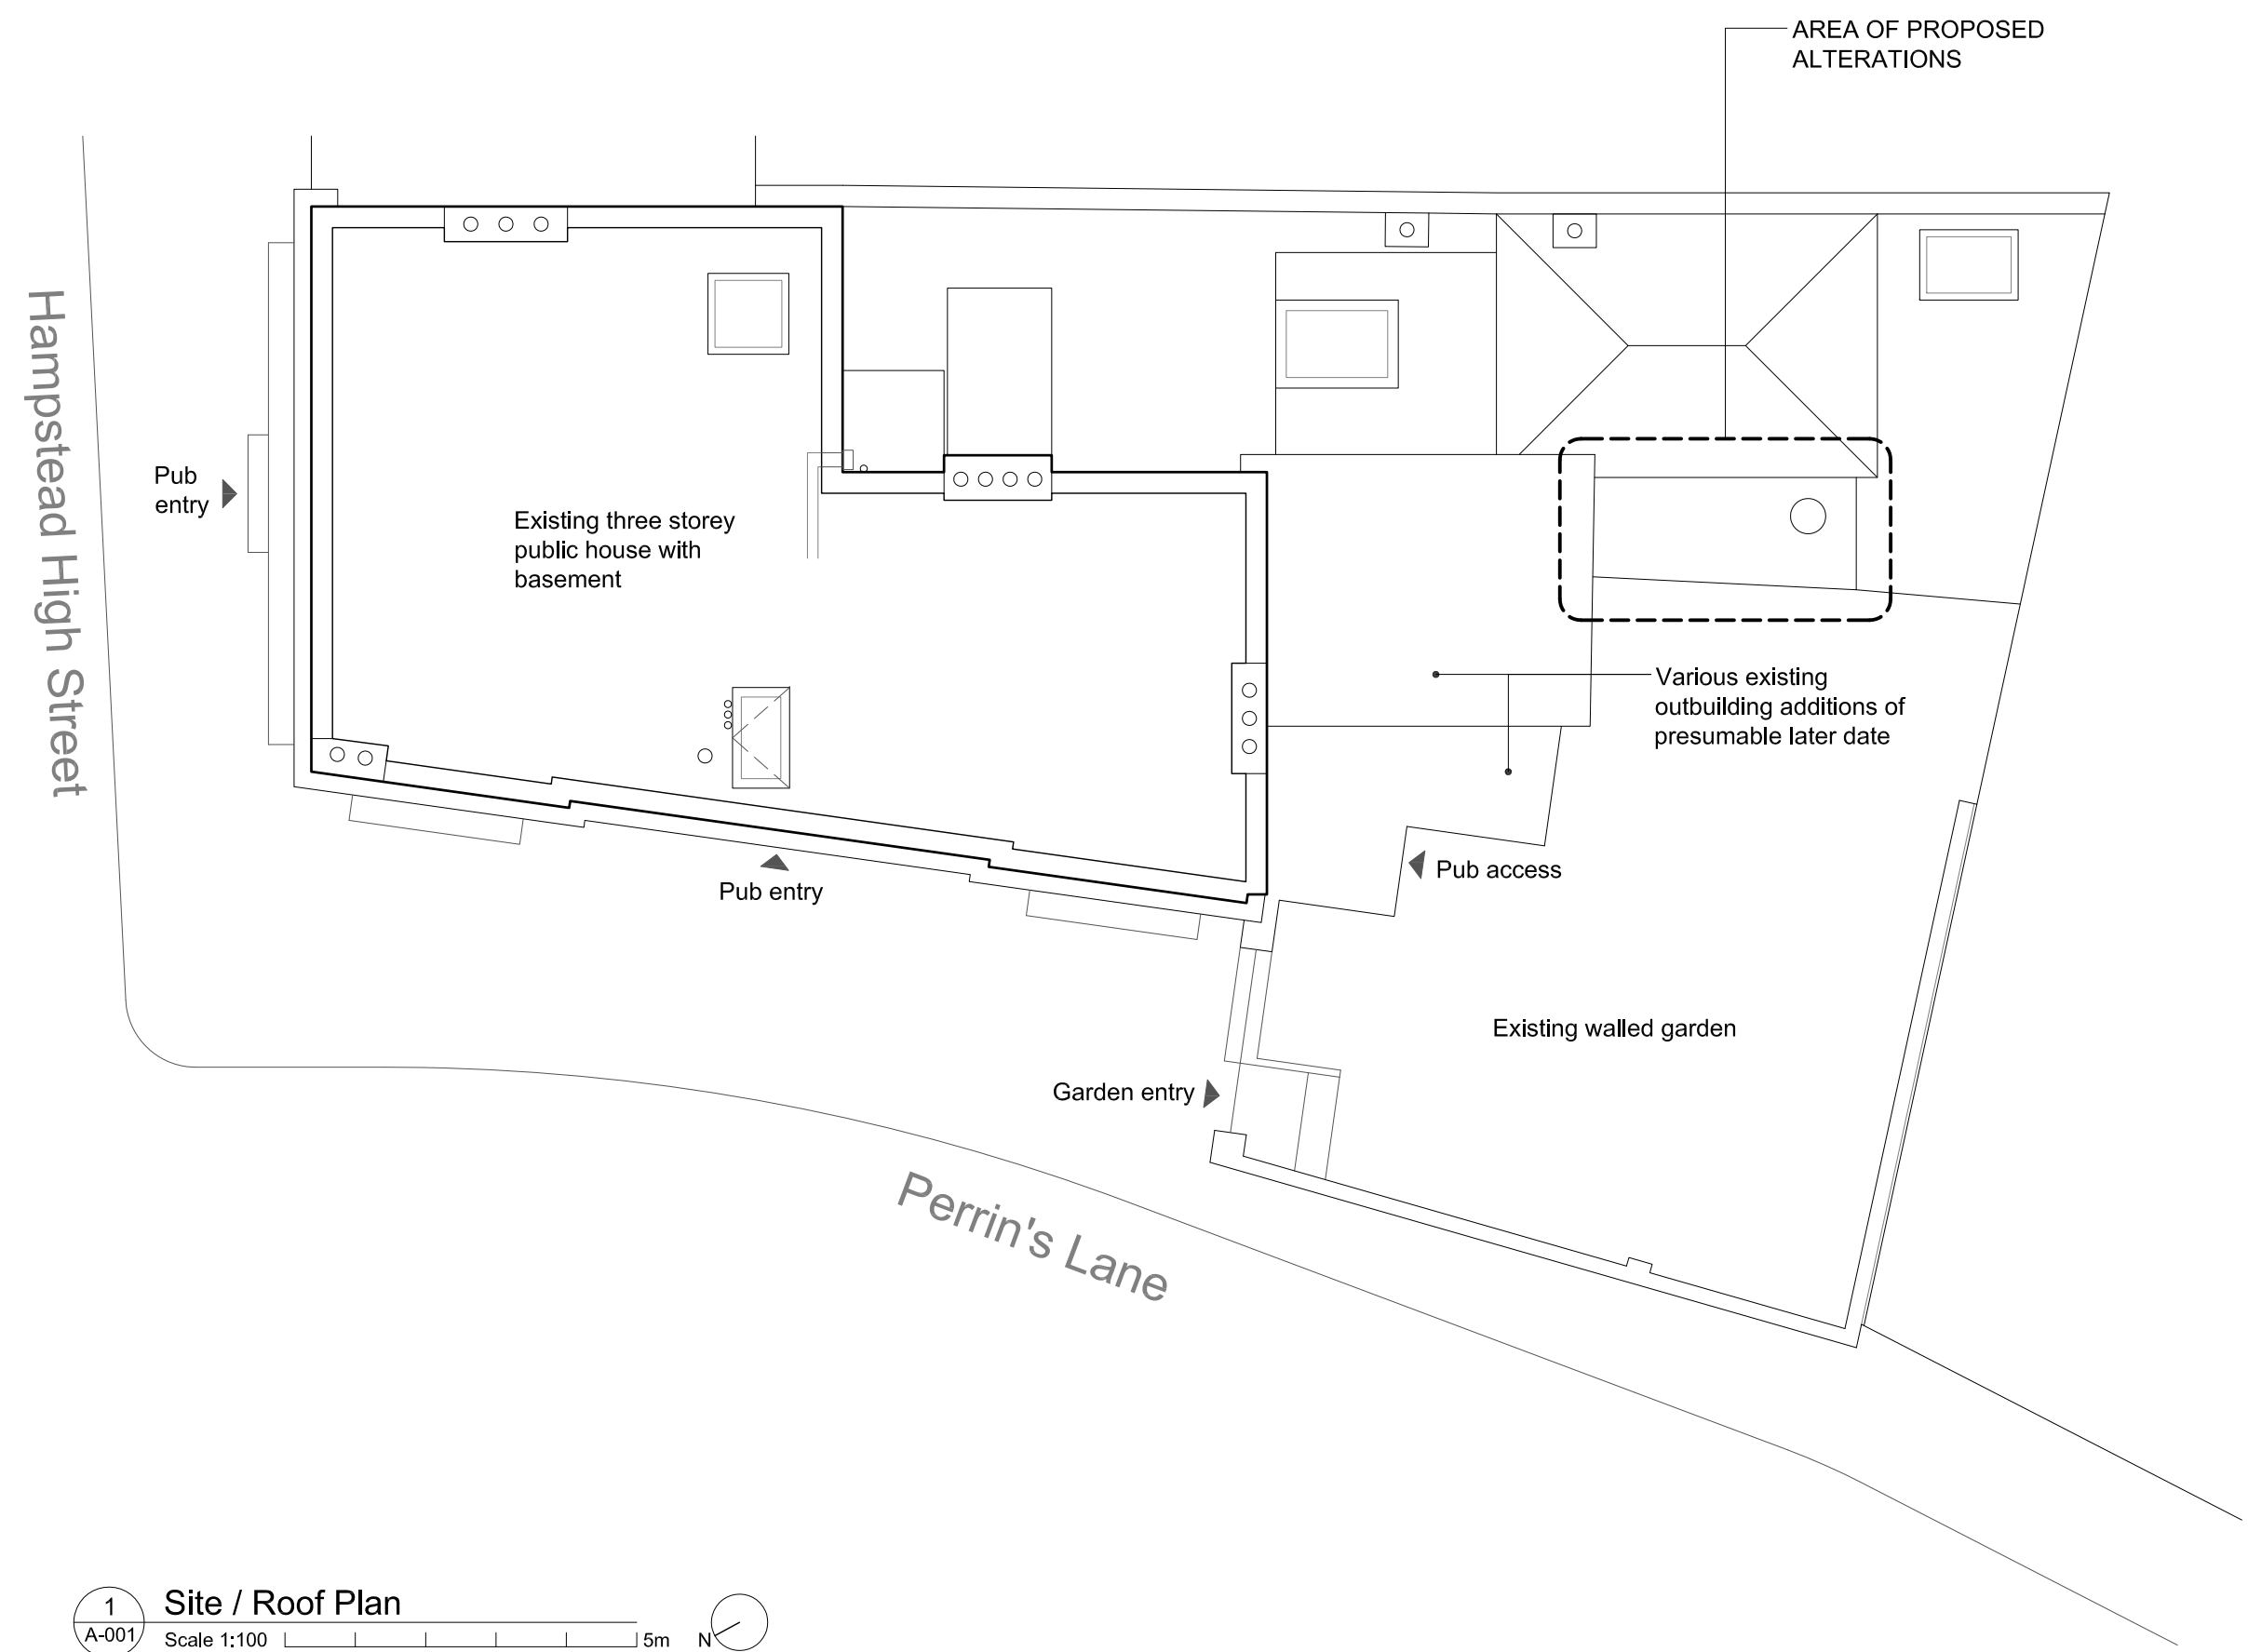 AREA OF PROPOSED
ALTERATIONS
Hampstead High Street
Pub
entry
Existing three storey
public house with
basement
Various existing
outbuilding additions of
presumable later date
Pub access
Pub entry
Existing walled garden
Garden entry
Perrin's Lane
1
A-001
Site / Roof Plan
Scale 1:100
5m
N